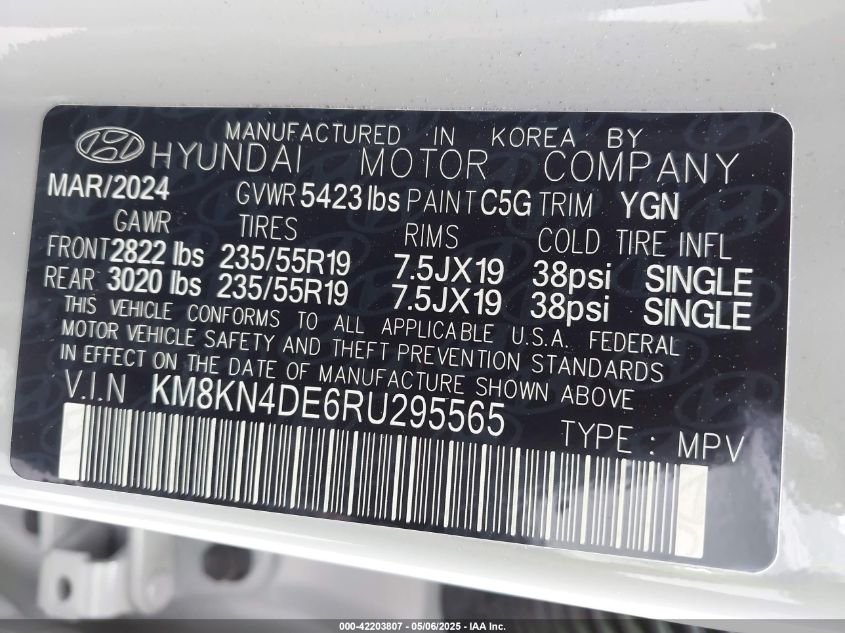 MANUFACTURED IN KOREA BY
HYUNDAI MOTOR COMPANY
MAR/2024 GVWR 5423 lbs PAINT C5G TRIM YGN
GAWR TIRES RIMS COLD TIRE INFL
FRONT 2822 lbs 235/55R19 7.5JX19 38psi SINGLE
REAR 3020 lbs 235/55R19 7.5JX19 38psi SINGLE
THIS VEHICLE CONFORMS TO ALL APPLICABLE U.S.A. FEDERAL
MOTOR VEHICLE SAFETY AND THEFT PREVENTION STANDARDS
IN EFFECT ON THE DATE OF MANUFACTURE SHOWN ABOVE
V.I.N KM8KN4DE6RU295565
TYPE : MPV
000-42203807 - 05/06/2025 - IAA Inc.